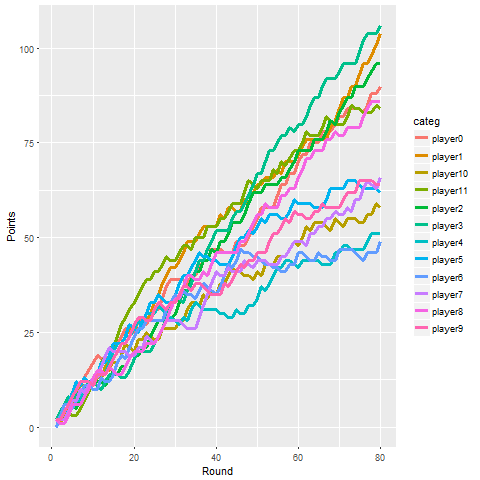 100
75
50
25
0
Points
0
20
40
60
80
Round
categ
player0
player1
player10
player11
player2
player3
player4
player5
player6
player7
player8
player9